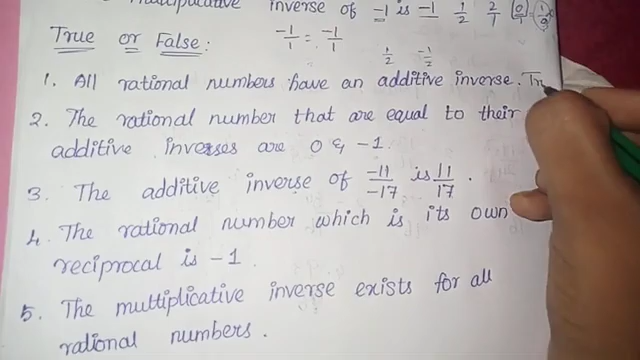 Multiplicative inverse of -1 is -1 1/2 2/1
True or False: -1/1 = -1/1
1/2 -1/2
1. All rational numbers have an additive inverse. Tru
2. The rational number that are equal to their
additive inverses are 0 & -1.
3. The additive inverse of -11/-17 is 11/17.
4. The rational number which is its own
reciprocal is -1.
5. The multiplicative inverse exists for all
rational numbers.